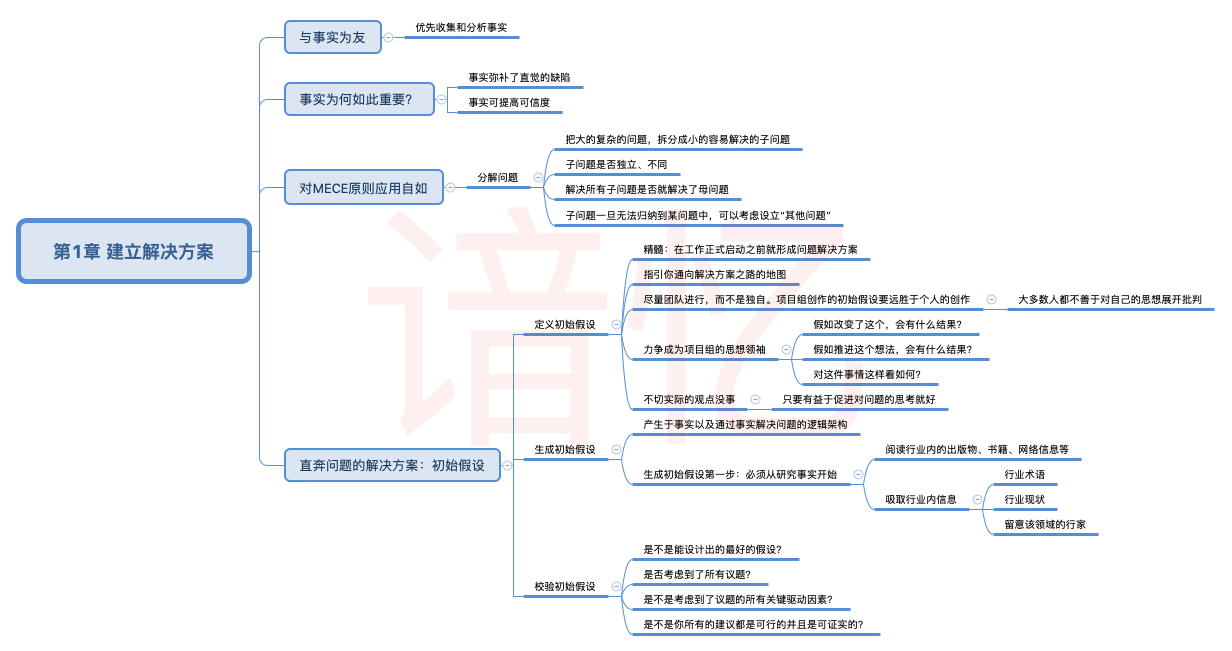 第1章 建立解决方案
与事实为友
优先收集和分析事实
事实为何如此重要?
事实弥补了直觉的缺陷
事实可提高可信度
对MECE原则应用自如
分解问题
把大的复杂的问题，拆分成小的容易解决的子问题
子问题是否独立、不同
解决所有子问题是否就解决了母问题
子问题一旦无法归纳到某问题中，可以考虑设立“其他问题”
直奔问题的解决方案：初始假设
定义初始假设
精髓：在工作正式启动之前就形成问题解决方案
指引你通向解决方案之路的地图
尽量团队进行，而不是独自。项目组创作的初始假设要远胜于个人的创作
大多数人都不善于对自己的思想展开批判
力争成为项目组的思想领袖
假如改变了这个，会有什么结果?
假如推进这个想法，会有什么结果?
对这件事情这样看如何?
不切实际的观点没事
只要有益于促进对问题的思考就好
生成初始假设
产生于事实以及通过事实解决问题的逻辑架构
生成初始假设第一步：必须从研究事实开始
阅读行业内的出版物、书籍、网络信息等
吸取行业内信息
行业术语
行业现状
留意该领域的行家
校验初始假设
是不是能设计出的最好的假设?
是否考虑到了所有议题?
是不是考虑到了议题的所有关键驱动因素?
是不是你所有的建议都是可行的并且是可证实的?
谙忆